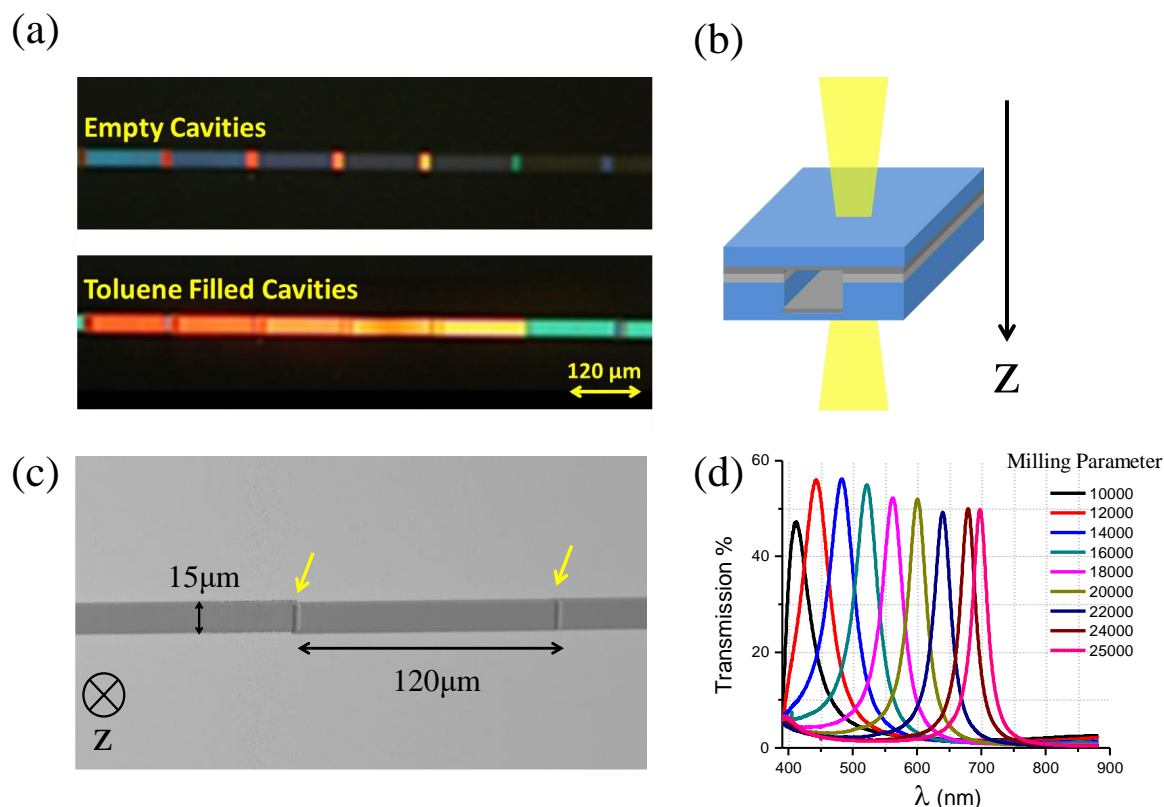 (a)
Empty Cavities
Toluene Filled Cavities
120 µm
(b)
Z
(c)
15µm
120µm
Z
(d)
Milling Parameter
60
40
20
0
Transmission %
10000
12000
14000
16000
18000
20000
22000
24000
25000
400 500 600 700 800 900
λ (nm)